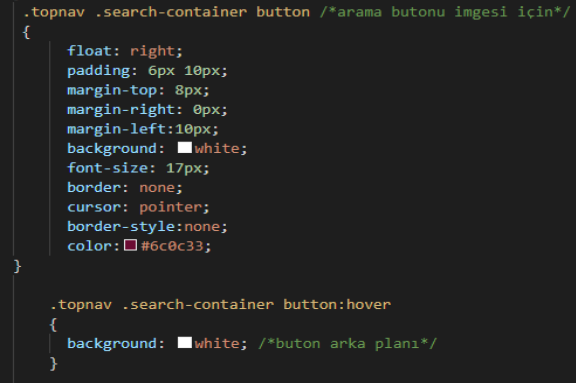 .topnav .search-container button /*arama butonu imgesi için*/
{
float: right;
padding: 6px 10px;
margin-top: 8px;
margin-right: 0px;
margin-left:10px;
background: white;
font-size: 17px;
border: none;
cursor: pointer;
border-style:none;
color: #6c0c33;
}
.topnav .search-container button:hover
{
background: white; /*buton arka planı*/
}